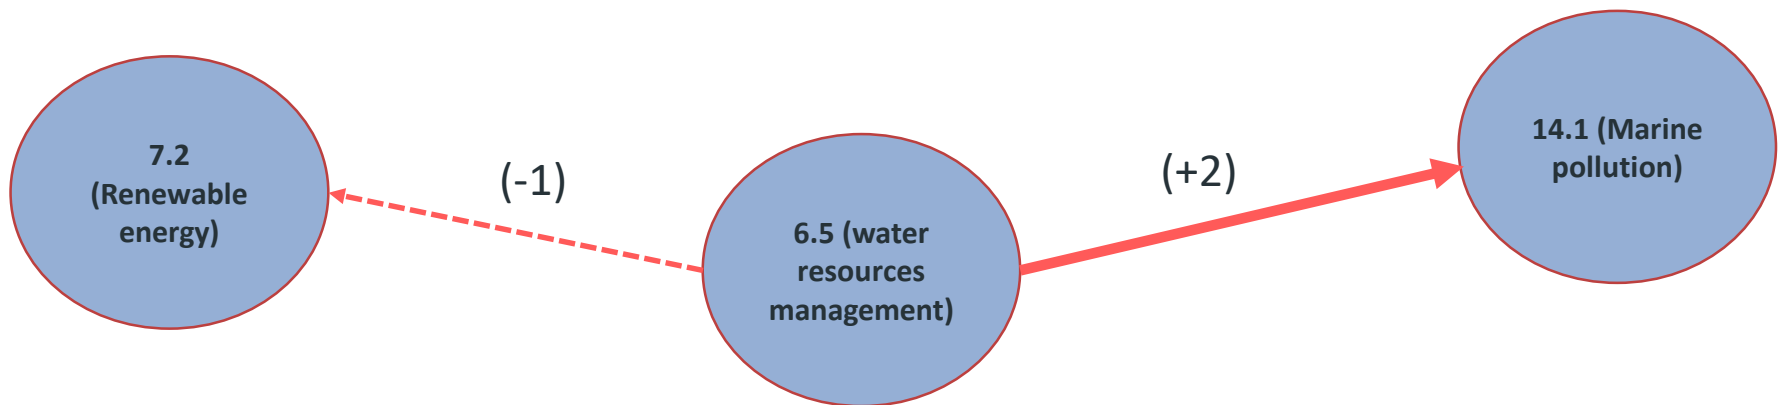 7.2
(Renewable
energy)
(-1)
6.5 (water
resources
management)
(+2)
14.1 (Marine
pollution)